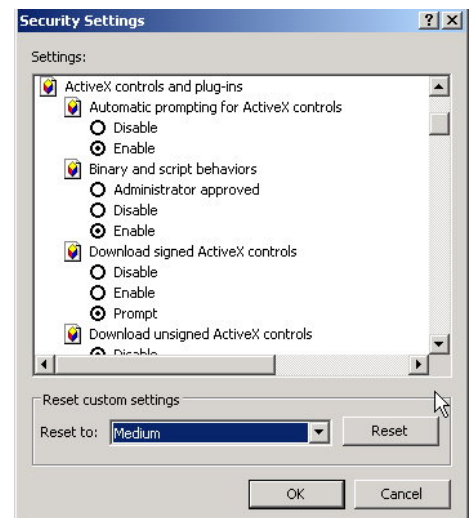 Security Settings
Settings:
ActiveX controls and plug-ins
Automatic prompting for ActiveX controls
Disable
Enable
Binary and script behaviors
Administrator approved
Disable
Enable
Download signed ActiveX controls
Disable
Enable
Prompt
Download unsigned ActiveX controls
Disable
Reset custom settings
Reset to: Medium Reset
OK Cancel